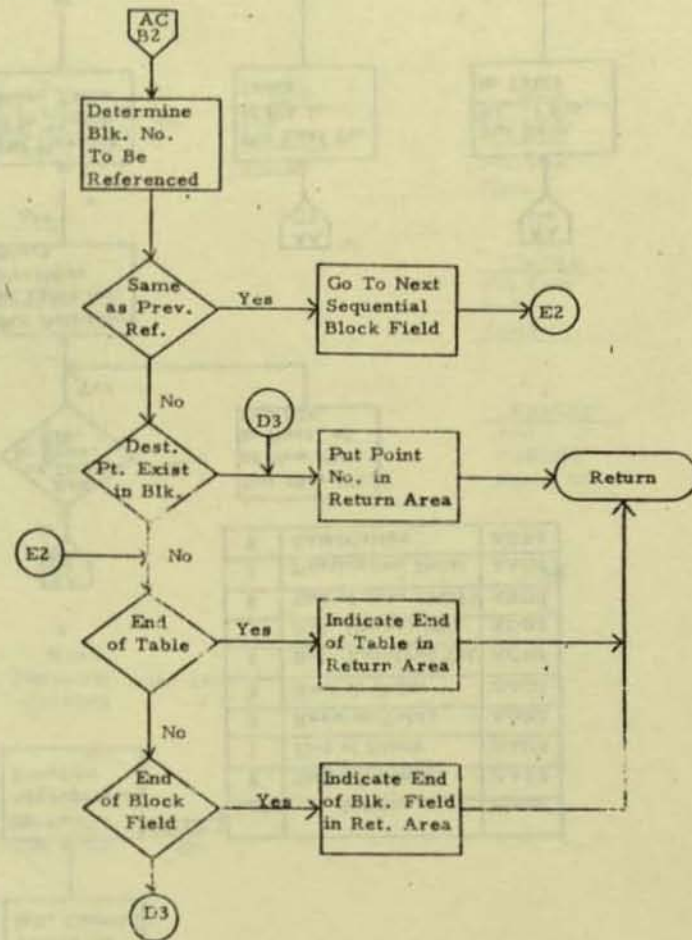 AC
B2
Determine
Blk. No.
To Be
Referenced
Same
as Prev.
Ref.
Yes
Go To Next
Sequential
Block Field
E2
No
D3
Dest.
Pt. Exist
in Blk.
Put Point
No. in
Return Area
Return
E2
No
End
of Table
Yes
Indicate End
of Table in
Return Area
No
End
of Block
Field
Yes
Indicate End
of Blk. Field
in Ret. Area
D3